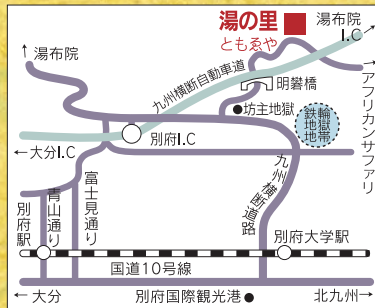 湯の里
ともゑや
湯布院
I.C
↑
湯布院
九州横断自動車道
明礬橋
坊主地獄
鉄輪
地獄
地帯
→アフリカンサファリ
←大分I.C
別府I.C
九州横断道路
別府駅
青山通り
富士見通り
別府大学駅
国道10号線
←大分
別府国際観光港
北九州→